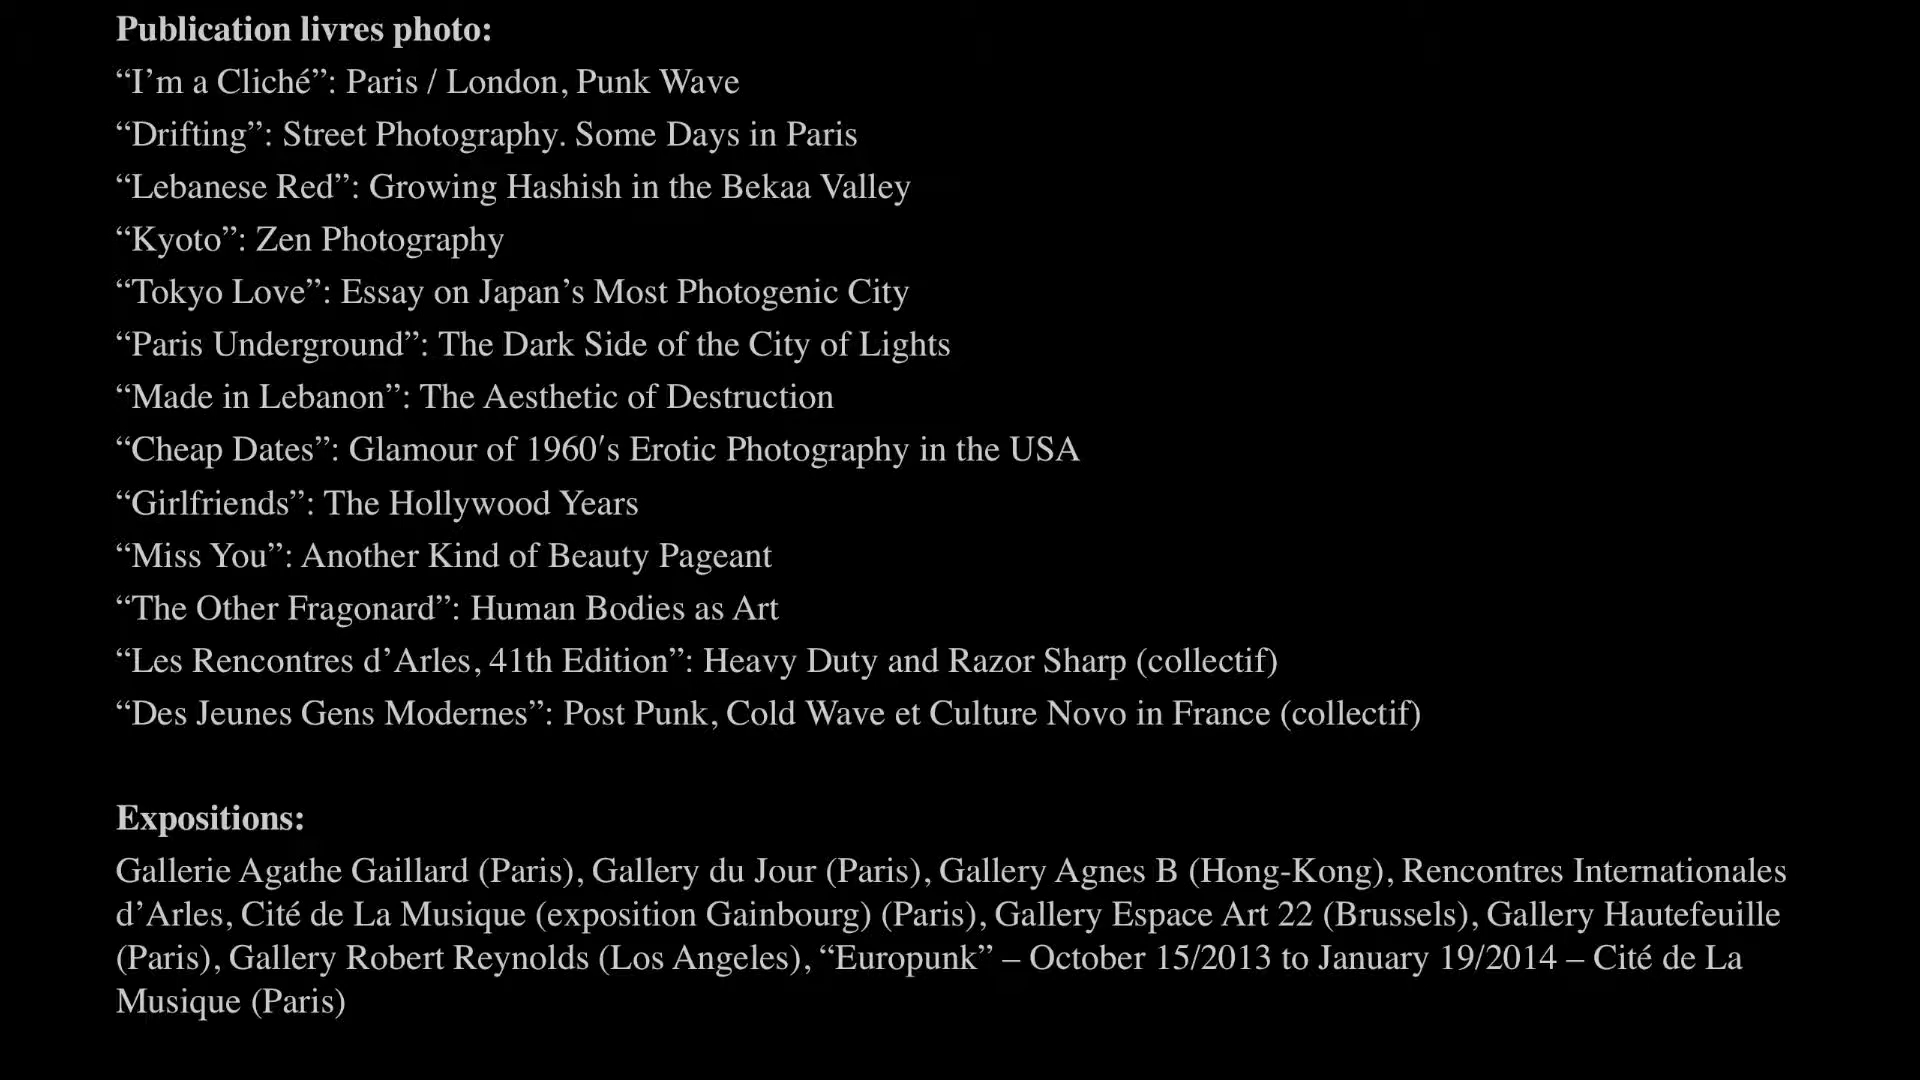 Publication livres photo:
“I’m a Cliché”: Paris / London, Punk Wave
“Drifting”: Street Photography. Some Days in Paris
“Lebanese Red”: Growing Hashish in the Bekaa Valley
“Kyoto”: Zen Photography
“Tokyo Love”: Essay on Japan’s Most Photogenic City
“Paris Underground”: The Dark Side of the City of Lights
“Made in Lebanon”: The Aesthetic of Destruction
“Cheap Dates”: Glamour of 1960′s Erotic Photography in the USA
“Girlfriends”: The Hollywood Years
“Miss You”: Another Kind of Beauty Pageant
“The Other Fragonard”: Human Bodies as Art
“Les Rencontres d’Arles, 41th Edition”: Heavy Duty and Razor Sharp (collectif)
“Des Jeunes Gens Modernes”: Post Punk, Cold Wave et Culture Novo in France (collectif)
Expositions:
Gallerie Agathe Gaillard (Paris), Gallery du Jour (Paris), Gallery Agnes B (Hong-Kong), Rencontres Internationales
d’Arles, Cité de La Musique (exposition Gainbourg) (Paris), Gallery Espace Art 22 (Brussels), Gallery Hautefeuille
(Paris), Gallery Robert Reynolds (Los Angeles), “Europunk” – October 15/2013 to January 19/2014 – Cité de La
Musique (Paris)